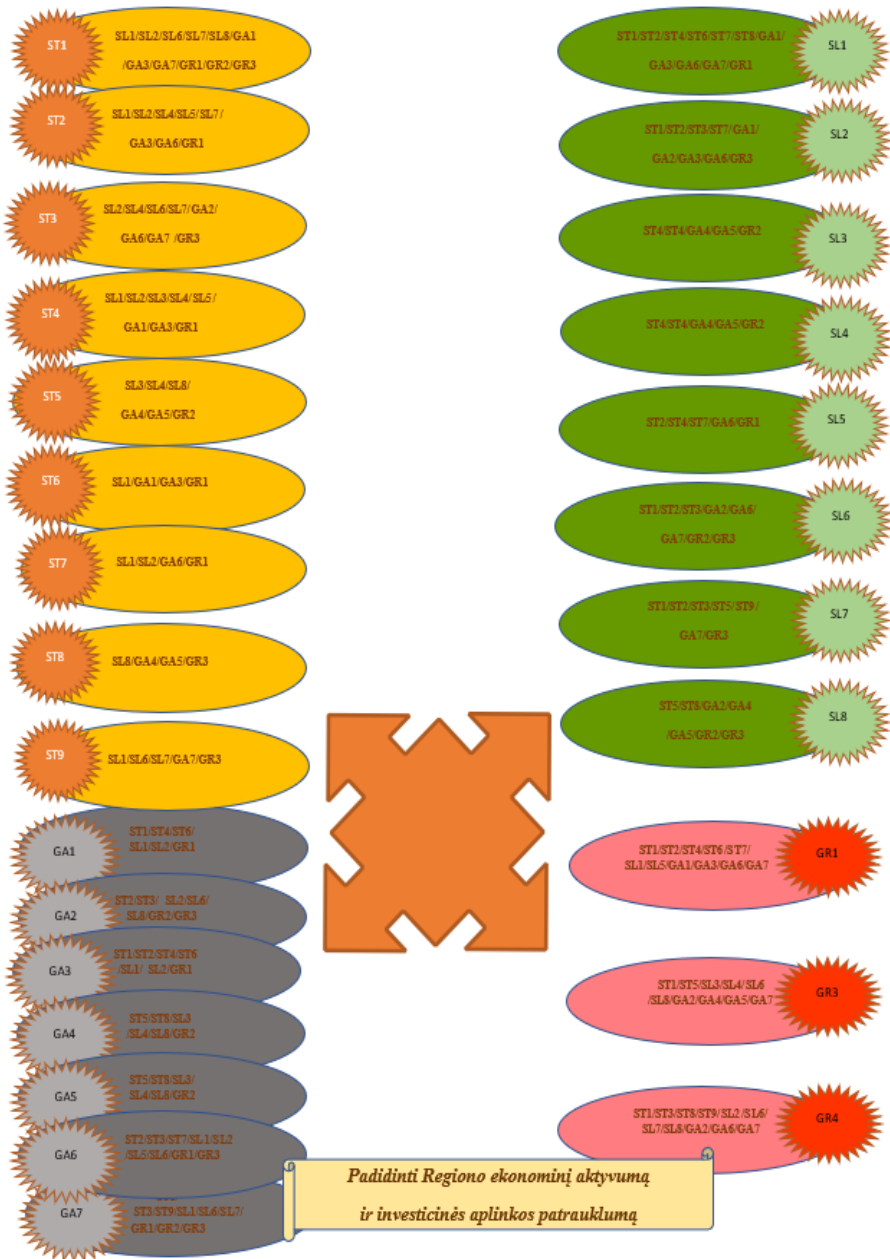 ST1
SL1/SL2/SL6/SL7/SL8/GA1
/GA3/GA7/GR1/GR2/GR3
ST2
SL1/SL2/SL4/SL5/SL7/
GA3/GA6/GR1
ST3
SL2/SL4/SL6/SL7/GA2/
GA6/GA7 /GR3
ST4
SL1/SL2/SL3/SL4/SL5/
GA1/GA3/GR1
ST5
SL3/SL4/SL8/
GA4/GA5/GR2
ST6
SL1/GA1/GA3/GR1
ST7
SL1/SL2/GA6/GR1
ST8
SL8/GA4/GA5/GR3
ST9
SL1/SL6/SL7/GA7/GR3
GA1
ST1/ST4/ST6/
SL1/SL2/GR1
GA2
ST2/ST3/ SL2/SL6/
SL8/GR2/GR3
GA3
ST1/ST2/ST4/ST6
/SL1/ SL2/GR1
GA4
ST5/ST8/SL3
/SL4/SL8/GR2
GA5
ST5/ST8/SL3/
SL4/SL8/GR2
GA6
ST2/ST3/ST7/SL1/SL2
/SL5/SL6/GR1/GR3
GA7
ST3/ST9/SL1/SL6/SL7/
GR1/GR2/GR3
ST1/ST2/ST4/ST6/ST7/ST8/GA1/
GA3/GA6/GA7/GR1
SL1
ST1/ST2/ST3/ST7/GA1/
GA2/GA3/GA6/GR3
SL2
ST4/ST4/GA4/GA5/GR2
SL3
ST4/ST4/GA4/GA5/GR2
SL4
ST2/ST4/ST7/GA6/GR1
SL5
ST1/ST2/ST3/GA2/GA6/
GA7/GR2/GR3
SL6
ST1/ST2/ST3/ST5/ST9/
GA7/GR3
SL7
ST5/ST8/GA2/GA4
/GA5/GR2/GR3
SL8
ST1/ST2/ST4/ST6/ST7/
SL1/SL5/GA1/GA3/GA6/GA7
GR1
ST1/ST5/SL3/SL4/SL6
/SL8/GA2/GA4/GA5/GA7
GR3
ST1/ST3/ST8/ST9/SL2/SL6/
SL7/SL8/GA2/GA6/GA7
GR4
Padidinti Regiono ekonominį aktyvumą
ir investicinės aplinkos patrauklumą